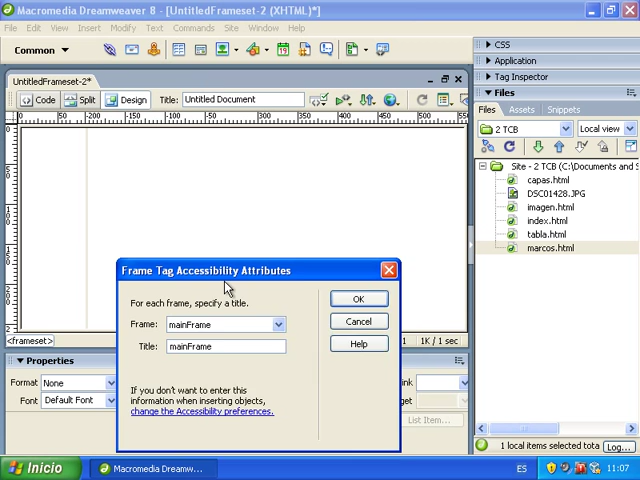 Macromedia Dreamweaver 8 - [UntitledFrameset-2 (XHTML)*]
File Edit View Insert Modify Text Commands Site Window Help
Common
CSS
Application
Tag Inspector
Files
Files Assets Snippets
2 TCB Local view
Site - 2 TCB (C:\Documents and S
capas.html
DSC01428.JPG
imagen.html
index.html
tabla.html
marcos.html
1 local items selected tota Log...
UntitledFrameset-2*
Code Split Design Title: Untitled Document
Frame Tag Accessibility Attributes
For each frame, specify a title.
Frame: mainFrame
Title: mainFrame
If you don't want to enter this
information when inserting objects,
change the Accessibility preferences.
OK
Cancel
Help
<frameset> 1K / 1 sec
Properties
Format None ink
Font Default Font get
List Item...
Inicio Macromedia Dreamw... ES 11:07